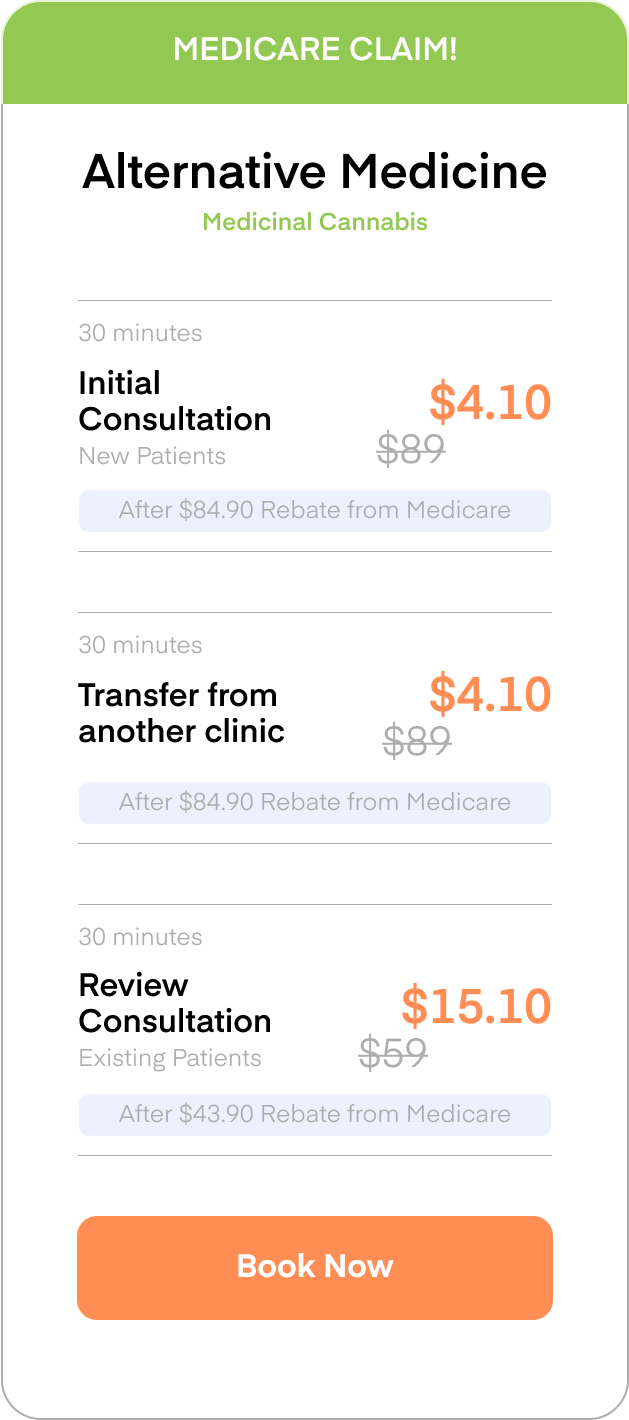 MEDICARE CLAIM!
Alternative Medicine
Medicinal Cannabis
30 minutes
Initial
Consultation
$4.10
$89
New Patients
After $84.90 Rebate from Medicare
30 minutes
Transfer from
another clinic
$4.10
$89
After $84.90 Rebate from Medicare
30 minutes
Review
Consultation
$15.10
$59
Existing Patients
After $43.90 Rebate from Medicare
Book Now